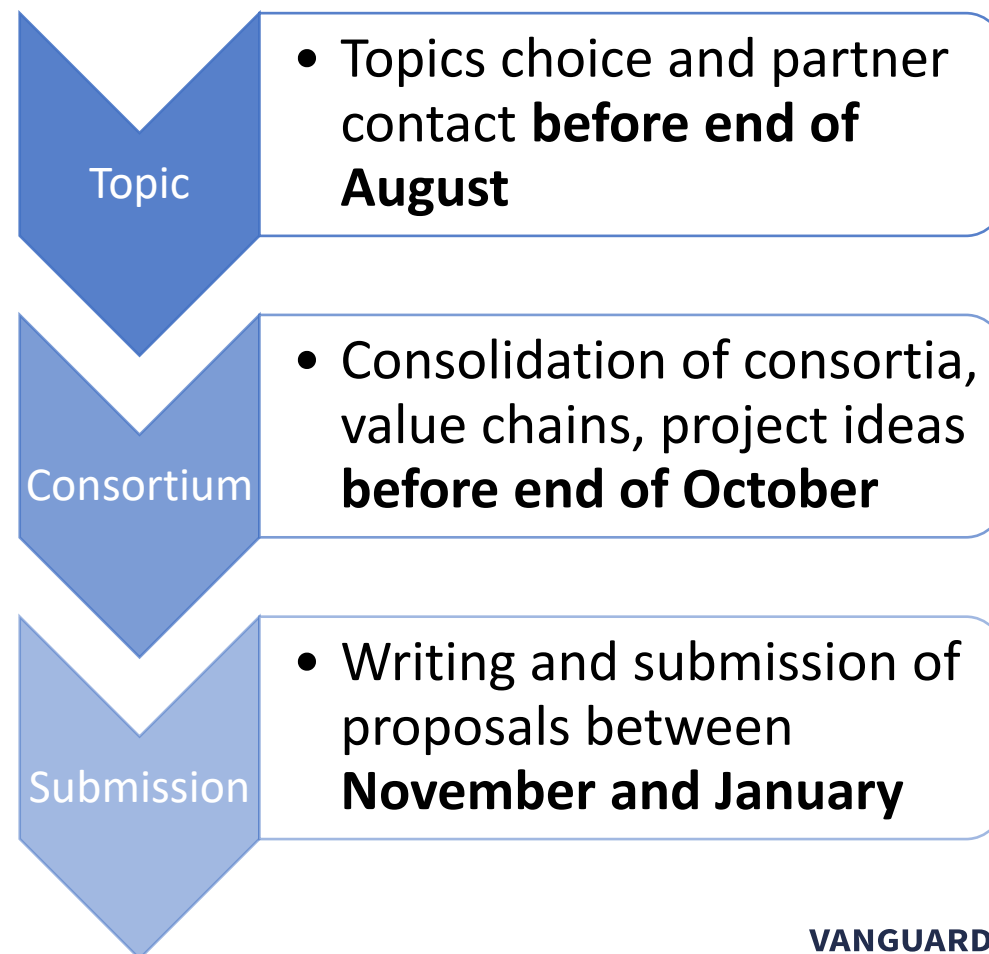 Topic
• Topics choice and partner
contact before end of
August
Consortium
• Consolidation of consortia,
value chains, project ideas
before end of October
Submission
• Writing and submission of
proposals between
November and January
VANGUARD